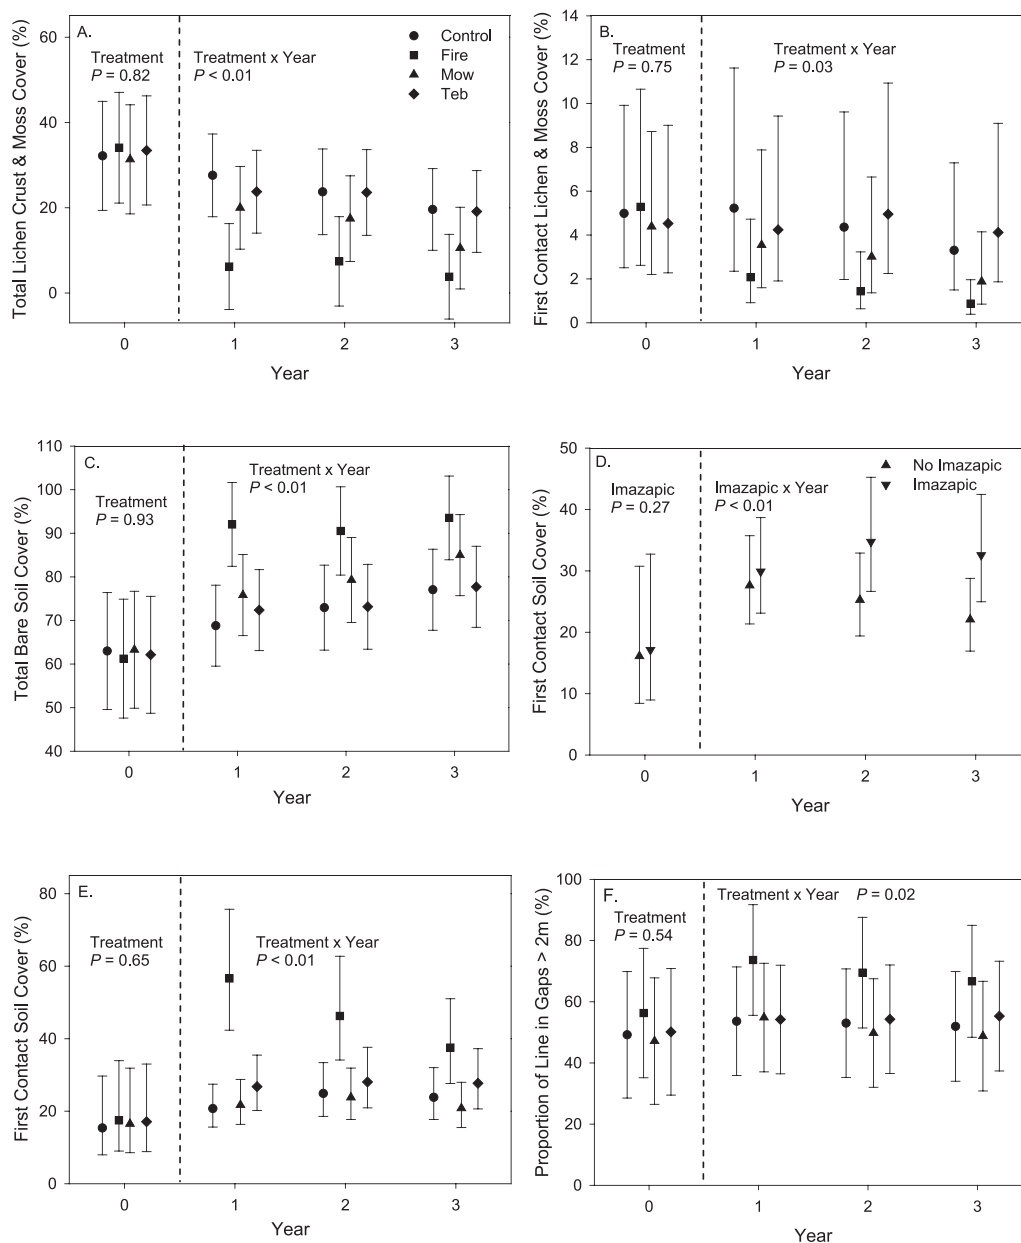 A.
Treatment
P = 0.82
Treatment x Year
P < 0.01
Control
Fire
Mow
Teb
60
40
20
0
Total Lichen Crust & Moss Cover (%)
0 1 2 3
Year
B.
Treatment
P = 0.75
Treatment x Year
P = 0.03
14
12
10
8
6
4
2
0
First Contact Lichen & Moss Cover (%)
0 1 2 3
Year
C.
Treatment
P = 0.93
Treatment x Year
P < 0.01
110
100
90
80
70
60
50
40
Total Bare Soil Cover (%)
0 1 2 3
Year
D.
Imazapic
P = 0.27
Imazapic x Year
P < 0.01
No Imazapic
Imazapic
50
40
30
20
10
0
First Contact Soil Cover (%)
0 1 2 3
Year
E.
Treatment
P = 0.65
Treatment x Year
P < 0.01
80
60
40
20
0
First Contact Soil Cover (%)
0 1 2 3
Year
F.
Treatment
P = 0.54
Treatment x Year P = 0.02
100
80
60
40
20
0
Proportion of Line in Gaps > 2m (%)
0 1 2 3
Year